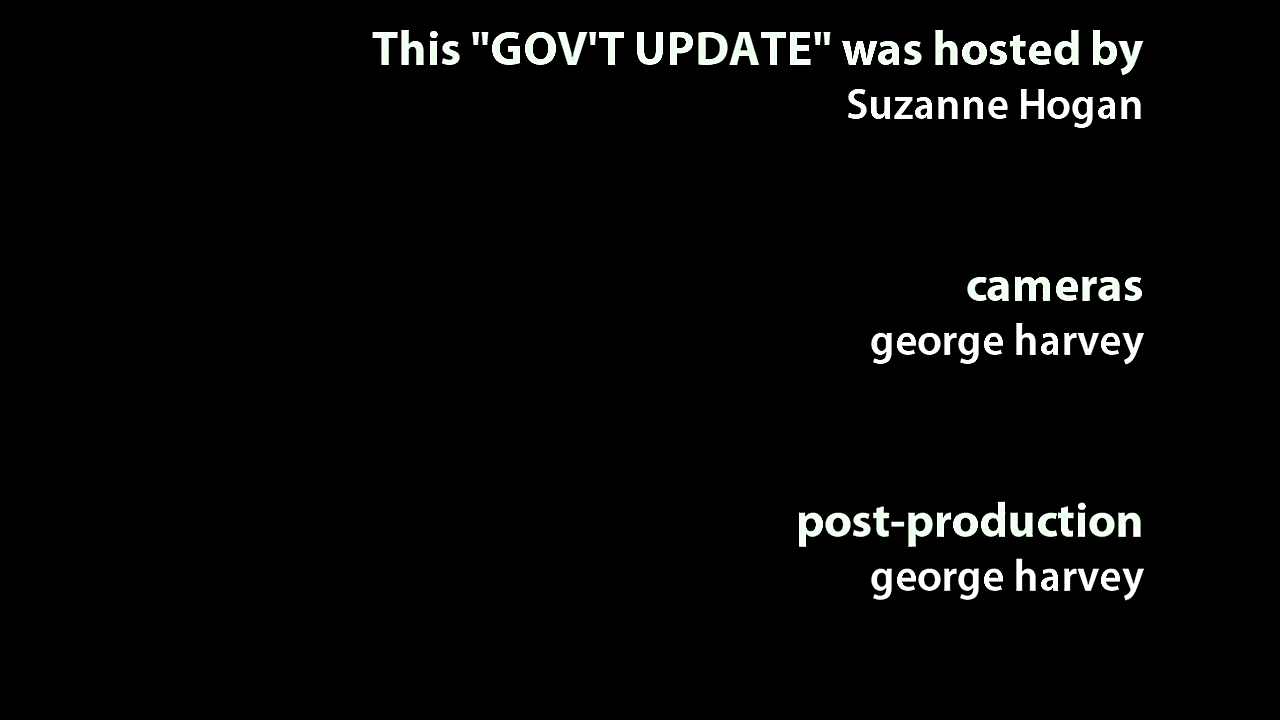 This "GOV'T UPDATE" was hosted by
Suzanne Hogan
cameras
george harvey
post-production
george harvey